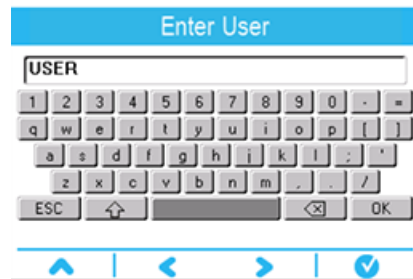 Enter User
USER
1 2 3 4 5 6 7 8 9 0 - =
q w e r t y u i o p [ ]
a s d f g h j k l ; '
z x c v b n m , . /
ESC OK